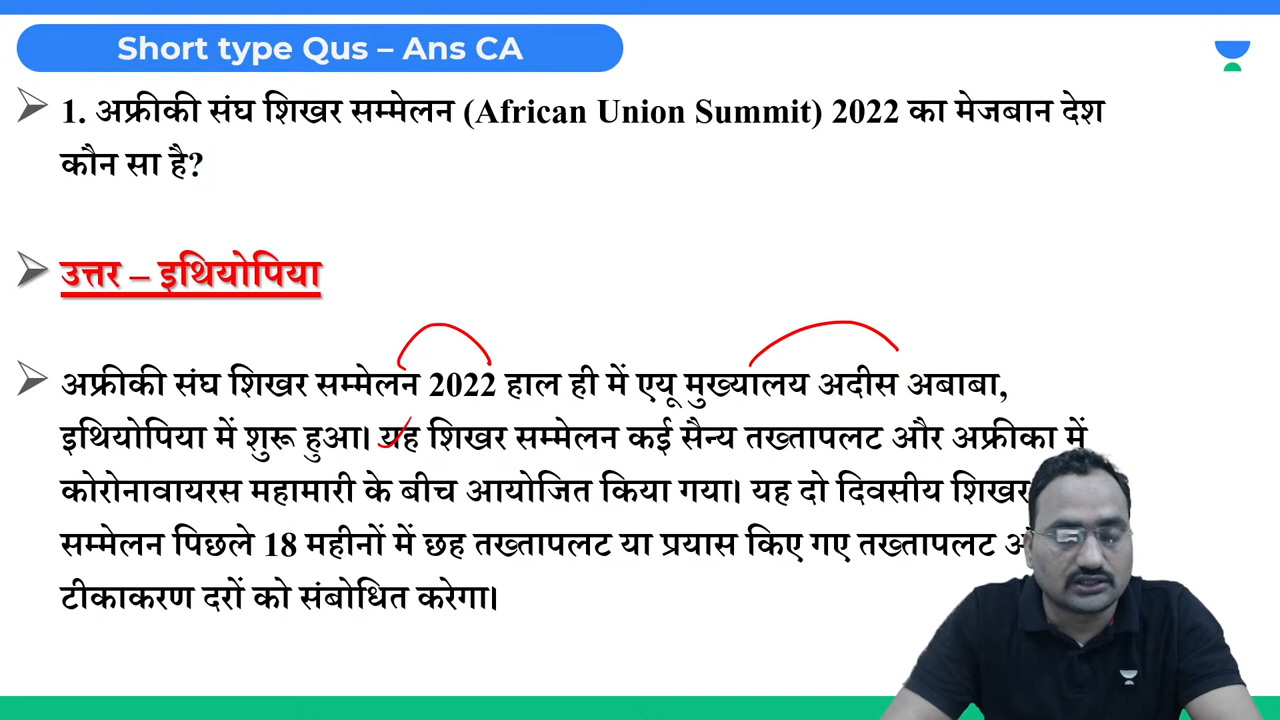 Short type Qus – Ans CA
1. अफ्रीकी संघ शिखर सम्मेलन (African Union Summit) 2022 का मेजबान देश
कौन सा है?
उत्तर – इथियोपिया
अफ्रीकी संघ शिखर सम्मेलन 2022 हाल ही में एयू मुख्यालय अदीस अबाबा,
इथियोपिया में शुरू हुआ। यह शिखर सम्मेलन कई सैन्य तख्तापलट और अफ्रीका में
कोरोनावायरस महामारी के बीच आयोजित किया गया। यह दो दिवसीय शिखर
सम्मेलन पिछले 18 महीनों में छह तख्तापलट या प्रयास किए गए तख्तापलट
टीकाकरण दरों को संबोधित करेगा।